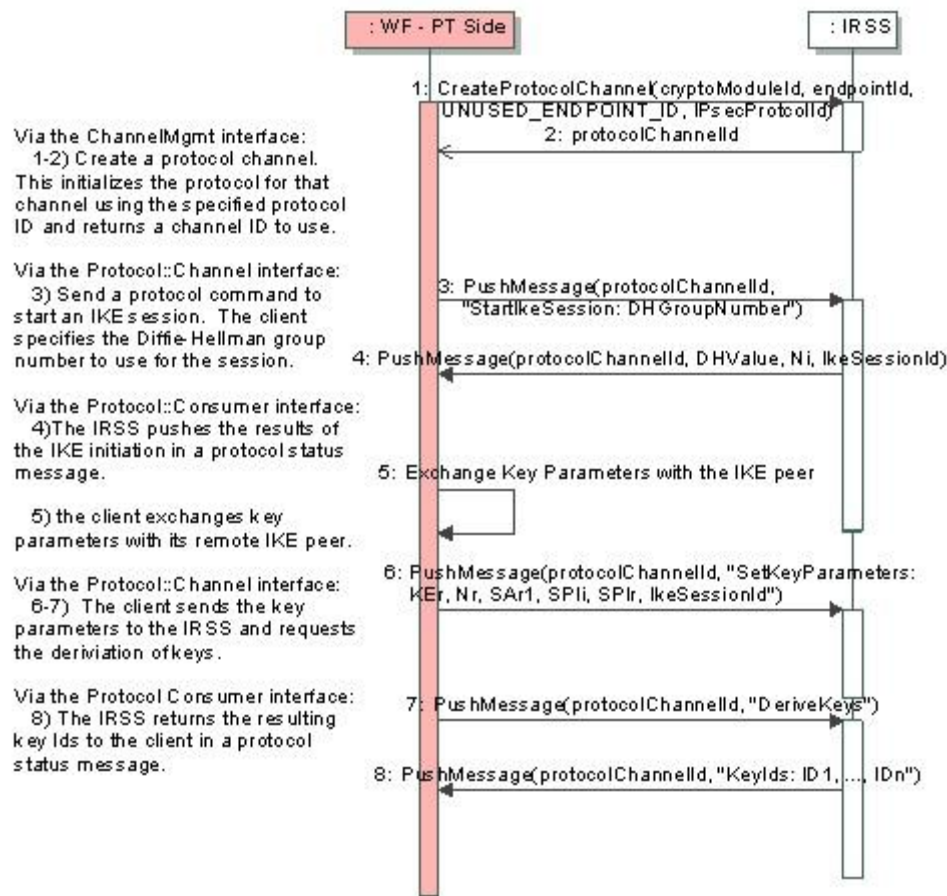 : WF - PT Side
: IRSS
1: CreateProtocolChannel(cryptoModuleId, endpointId,
UNUSED_ENDPOINT_ID, IPsecProtcolId)
2: protocolChannelId
Via the ChannelMgmt interface:
1-2) Create a protocol channel.
This initializes the protocol for that
channel using the specified protocol
ID and returns a channel ID to use.
Via the Protocol::Channel interface:
3) Send a protocol command to
start an IKE session. The client
specifies the Diffie-Hellman group
number to use for the session.
3: PushMessage(protocolChannelId,
"StartIkeSession: DHGroupNumber")
4: PushMessage(protocolChannelId, DHValue, Ni, IkeSessionId)
Via the Protocol::Consumer interface:
4)The IRSS pushes the results of
the IKE initiation in a protocol status
message.
5: Exchange Key Parameters with the IKE peer
5) the client exchanges key
parameters with its remote IKE peer.
6: PushMessage(protocolChannelId, "SetKeyParameters:
KEr, Nr, SAr1, SPIi, SPIr, IkeSessionId")
Via the Protocol::Channel interface:
6-7) The client sends the key
parameters to the IRSS and requests
the deriviation of keys.
7: PushMessage(protocolChannelId, "DeriveKeys")
Via the Protocol Consumer interface:
8) The IRSS returns the resulting
key Ids to the client in a protocol
status message.
8: PushMessage(protocolChannelId, "KeyIds: ID1, ..., IDn")